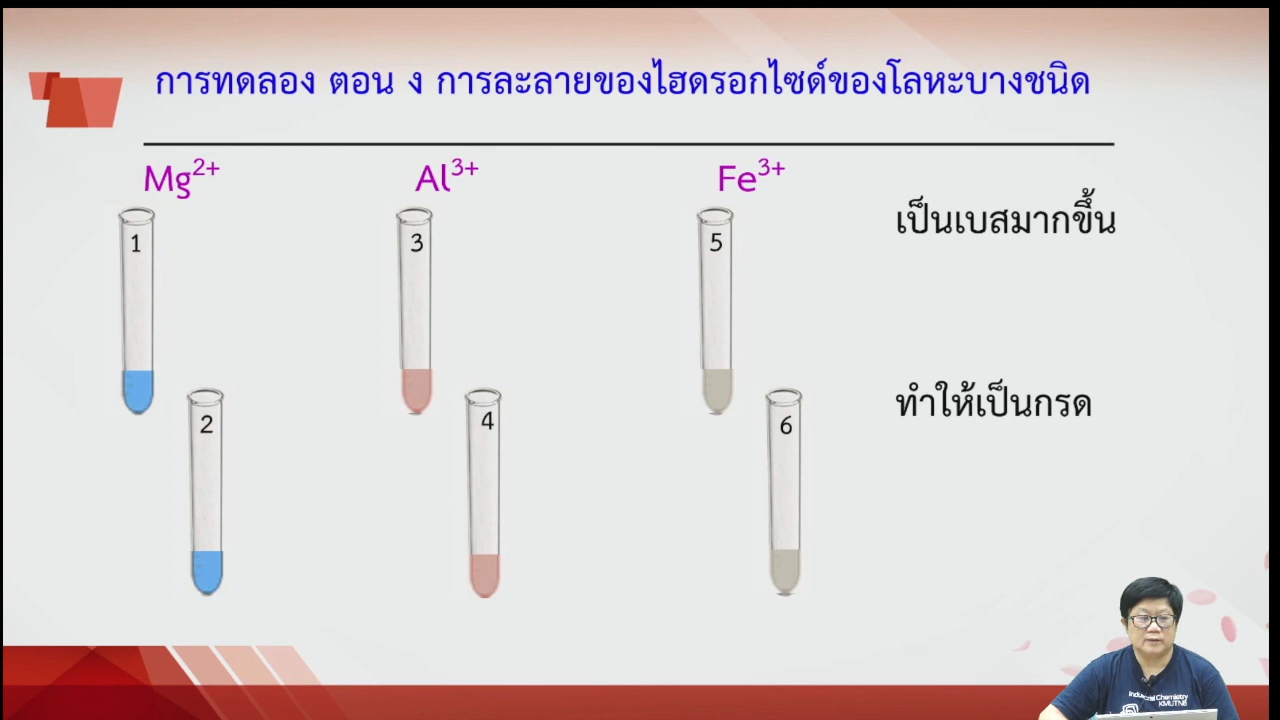 การทดลอง ตอน ง การละลายของไฮดรอกไซด์ของโลหะบางชนิด
Mg²⁺ Al³⁺ Fe³⁺
1 3 5
เป็นเบสมากขึ้น
2 4 6
ทำให้เป็นกรด
Industrial Chemistry
KMUTNB